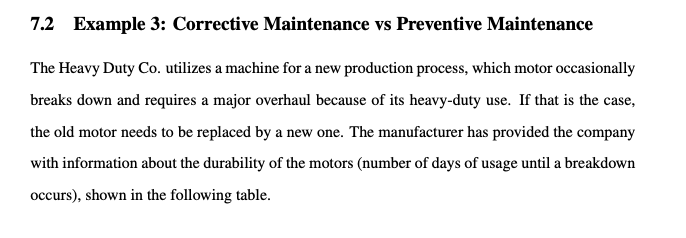 7.2 Example 3: Corrective Maintenance vs Preventive Maintenance
The Heavy Duty Co. utilizes a machine for a new production process, which motor occasionally
breaks down and requires a major overhaul because of its heavy-duty use. If that is the case,
the old motor needs to be replaced by a new one. The manufacturer has provided the company
with information about the durability of the motors (number of days of usage until a breakdown
occurs), shown in the following table.